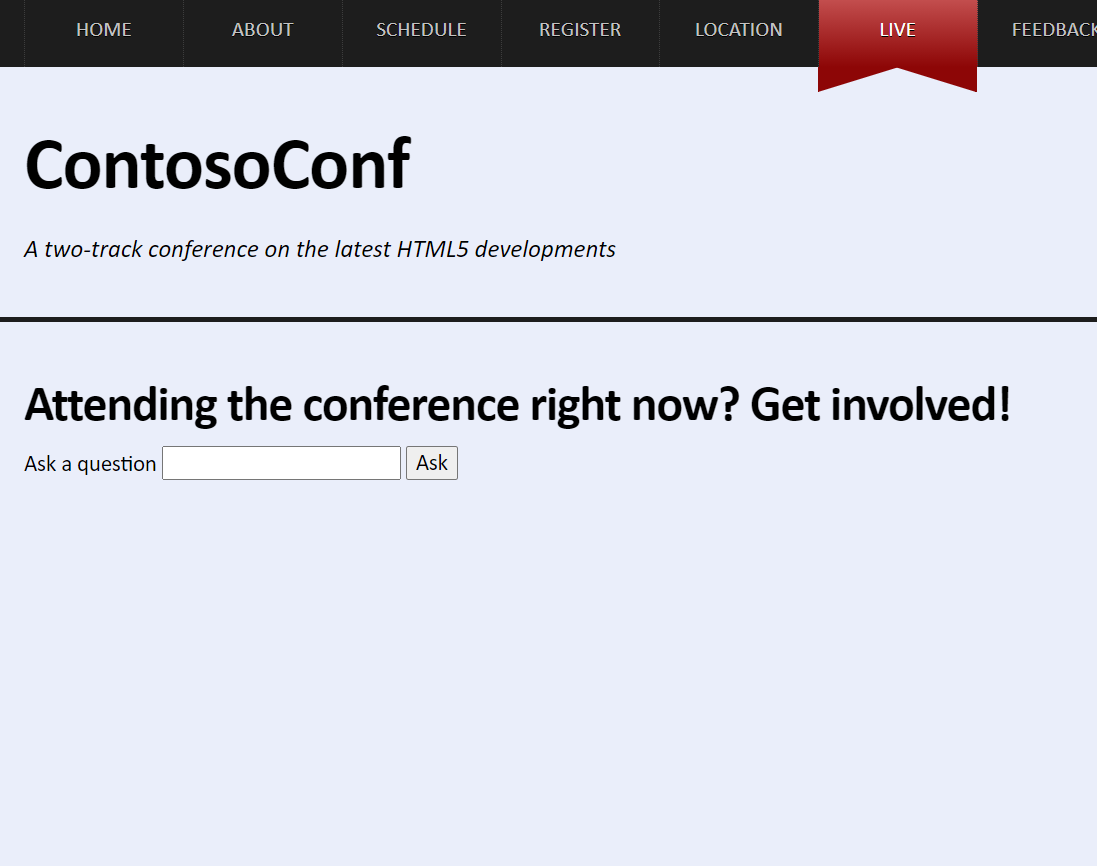 HOME ABOUT SCHEDULE REGISTER LOCATION LIVE FEEDBACK
ContosoConf
A two-track conference on the latest HTML5 developments
Attending the conference right now? Get involved!
Ask a question Ask